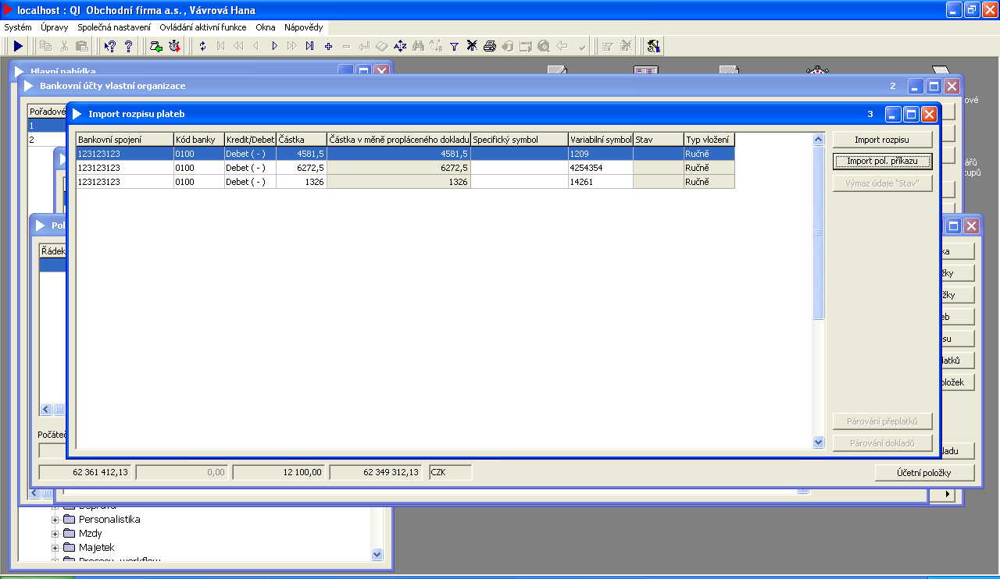 localhost : QI  Obchodní firma a.s. , Vávrová Hana
Systém Úpravy Společná nastavení Ovládání aktivní funkce Okna Nápovědy
Hlavní nabídka
Bankovní účty vlastní organizace 2
ové
Pořadové
1
2
Import rozpisu plateb 3
Bankovní spojení Kód banky Kredit/Debet Částka Částka v měně propláceného dokladu Specifický symbol Variabilní symbol Stav Typ vložení
123123123 0100 Debet ( - ) 4581,5 4581,5 1209 Ručně
123123123 0100 Debet ( - ) 6272,5 6272,5 4254354 Ručně
123123123 0100 Debet ( - ) 1326 1326 14261 Ručně
Import rozpisu
Import pol. příkazu
Výmaz údaje "Stav"
Párování přeplatků
Párování dokladů
ářů
tupů
Pol
Řádek
ka
žky
žky
eb
su
latků
oložek
ladu
Počáteč
62 361 412,13 0,00 12 100,00 62 349 312,13 CZK
Účetní položky
Doprava
Personalistika
Mzdy
Majetek
Procesy, workflow